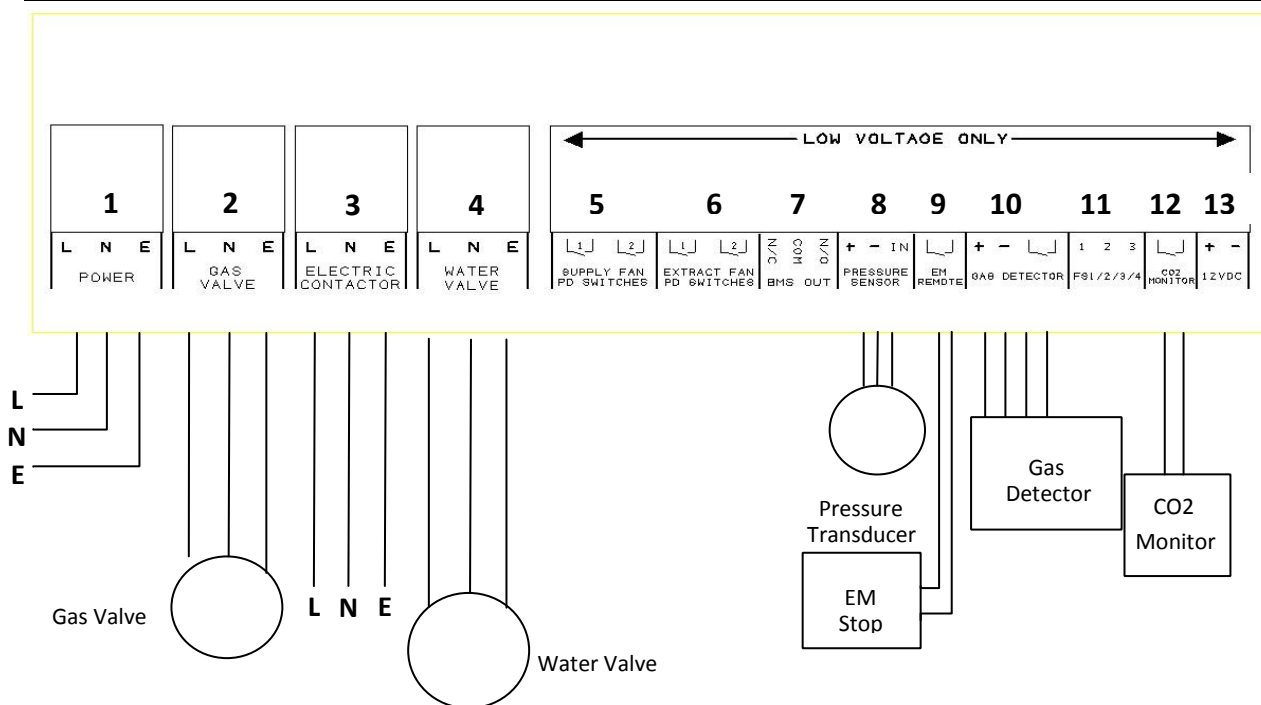 LOW VOLTAGE ONLY
1 2 3 4 5 6 7 8 9 10 11 12 13
L N E L N E L N E L N E 1 2 1 2 N/C COM N/O + - IN + - 1 2 3 + -
POWER
GAS
VALVE
ELECTRIC
CONTACTOR
WATER
VALVE
SUPPLY FAN
PD SWITCHES
EXTRACT FAN
PD SWITCHES
BMS OUT
PRESSURE
SENSOR
EM
REMOTE
GAS DETECTOR
FS1/2/3/4
CO2
MONITOR
12VDC
L
N
E
Gas Valve
L N E
Water Valve
Pressure
Transducer
EM
Stop
Gas
Detector
CO2
Monitor